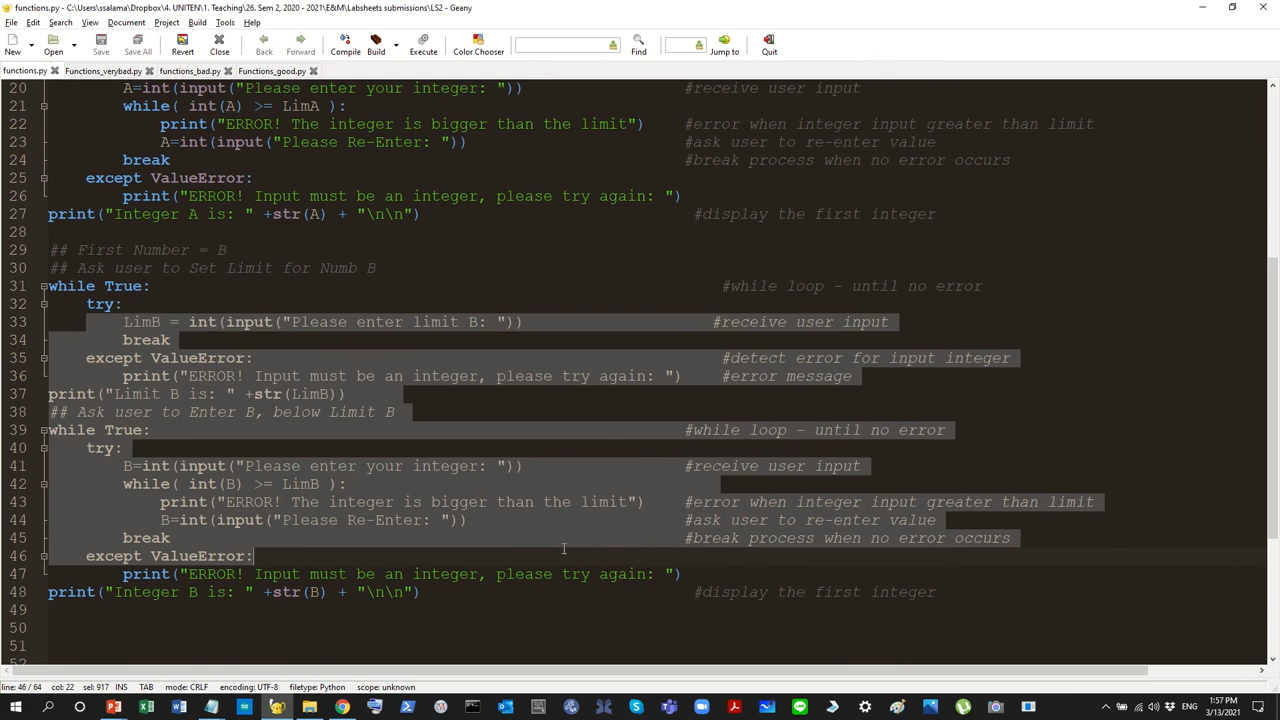 functions.py - C:\Users\ssalama\Dropbox\4. UNITEN\1. Teaching\26. Sem 2, 2020 - 2021\E&M\Labsheets submissions\LS2 - Geany
File Edit Search View Document Project Build Tools Help
New Open Save Save All Revert Close Back Forward Compile Build Execute Color Chooser Find Jump to Quit
functions.py Functions_verybad.py functions_bad.py Functions_good.py
20 A=int(input("Please enter your integer: ")) #receive user input
21 while( int(A) >= LimA ):
22 print("ERROR! The integer is bigger than the limit") #error when integer input greater than limit
23 A=int(input("Please Re-Enter: ")) #ask user to re-enter value
24 break #break process when no error occurs
25 except ValueError:
26 print("ERROR! Input must be an integer, please try again: ")
27 print("Integer A is: " +str(A) + "\n\n") #display the first integer
28
29 ## First Number = B
30 ## Ask user to Set Limit for Numb B
31 while True: #while loop - until no error
32 try:
33 LimB = int(input("Please enter limit B: ")) #receive user input
34 break
35 except ValueError: #detect error for input integer
36 print("ERROR! Input must be an integer, please try again: ") #error message
37 print("Limit B is: " +str(LimB))
38 ## Ask user to Enter B, below Limit B
39 while True: #while loop - until no error
40 try:
41 B=int(input("Please enter your integer: ")) #receive user input
42 while( int(B) >= LimB ):
43 print("ERROR! The integer is bigger than the limit") #error when integer input greater than limit
44 B=int(input("Please Re-Enter: ")) #ask user to re-enter value
45 break #break process when no error occurs
46 except ValueError:
47 print("ERROR! Input must be an integer, please try again: ")
48 print("Integer B is: " +str(B) + "\n\n") #display the first integer
49
50
51
52
line: 46 / 64 col: 22 sel: 917 INS TAB mode: CRLF encoding: UTF-8 filetype: Python scope: unknown
1:57 PM
ENG
3/13/2021